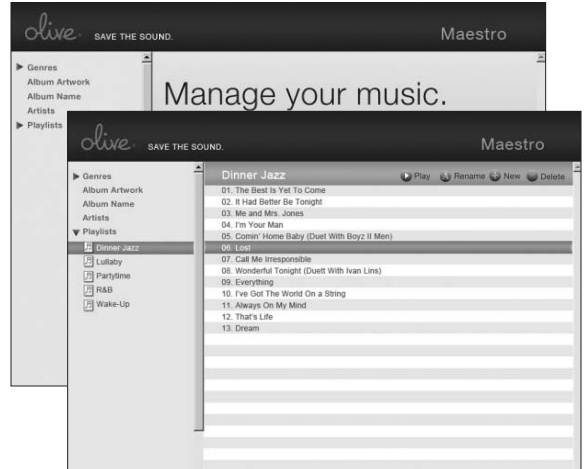 olive. SAVE THE SOUND. Maestro
Genres
Album Artwork
Album Name
Artists
Playlists
Manage your music.
olive. SAVE THE SOUND. Maestro
Genres
Album Artwork
Album Name
Artists
Playlists
Dinner Jazz
Lullaby
Partytime
R&B
Wake-Up
Dinner Jazz Play Rename New Delete
01. The Best Is Yet To Come
02. It Had Better Be Tonight
03. Me and Mrs. Jones
04. I'm Your Man
05. Comin' Home Baby (Duet With Boyz II Men)
06. Lost
07. Call Me Irresponsible
08. Wonderful Tonight (Duett With Ivan Lins)
09. Everything
10. I've Got The World On a String
11. Always On My Mind
12. That's Life
13. Dream